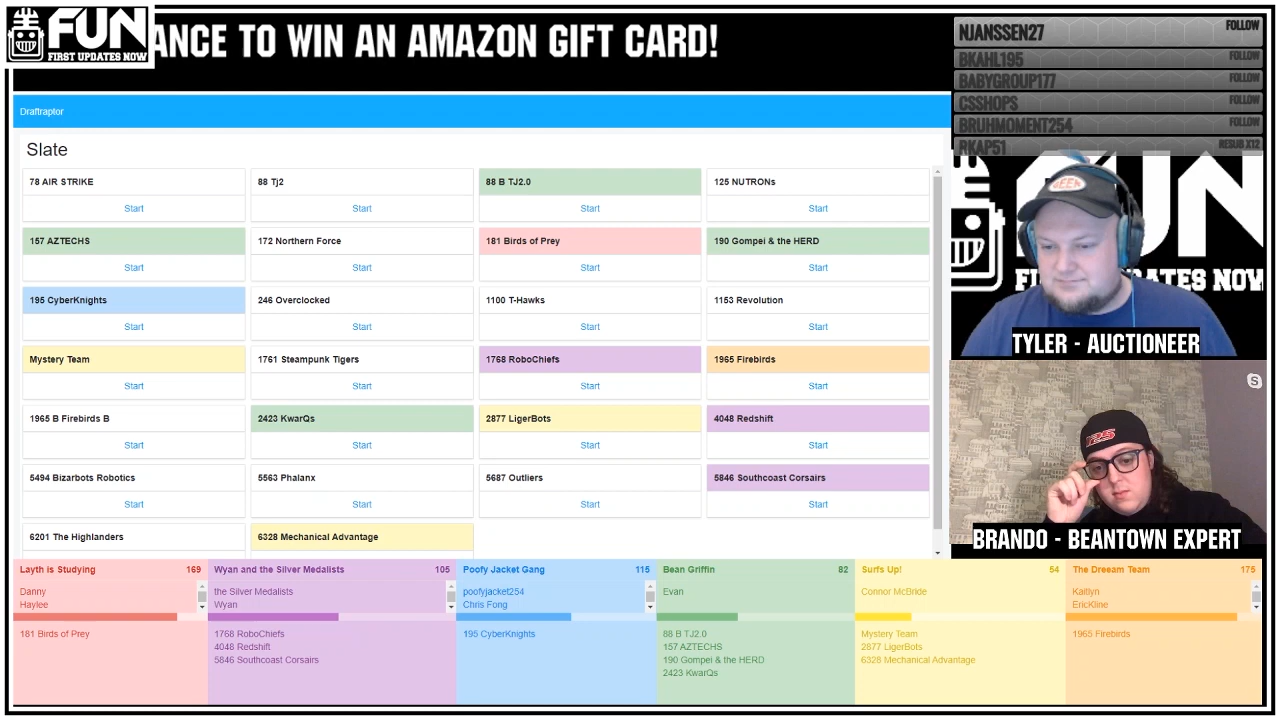 FUN
FIRST UPDATES NOW
ANCE TO WIN AN AMAZON GIFT CARD!
NJANSSEN27 FOLLOW
BKAHL195 FOLLOW
BABYGROUP177 FOLLOW
CSSHOPS FOLLOW
BRUHMOMENT254 FOLLOW
RKAP51 RESUB X12
Draftraptor
Slate
78 AIR STRIKE 88 Tj2 88 B TJ2.0 125 NUTRONs
Start Start Start Start
157 AZTECHS 172 Northern Force 181 Birds of Prey 190 Gompei & the HERD
Start Start Start Start
195 CyberKnights 246 Overclocked 1100 T-Hawks 1153 Revolution
Start Start Start Start
Mystery Team 1761 Steampunk Tigers 1768 RoboChiefs 1965 Firebirds
Start Start Start Start
1965 B Firebirds B 2423 KwarQs 2877 LigerBots 4048 Redshift
Start Start Start Start
5494 Bizarbots Robotics 5563 Phalanx 5687 Outliers 5846 Southcoast Corsairs
Start Start Start Start
6201 The Highlanders 6328 Mechanical Advantage
GEEK
FUN
UPDATES NOW
TYLER - AUCTIONEER
125
BRANDO - BEANTOWN EXPERT
Layth is Studying 169
Danny
Haylee
181 Birds of Prey
Wyan and the Silver Medalists 105
the Silver Medalists
Wyan
1768 RoboChiefs
4048 Redshift
5846 Southcoast Corsairs
Poofy Jacket Gang 115
poofyjacket254
Chris Fong
195 CyberKnights
Bean Griffin 82
Evan
88 B TJ2.0
157 AZTECHS
190 Gompei & the HERD
2423 KwarQs
Surfs Up! 54
Connor McBride
Mystery Team
2877 LigerBots
6328 Mechanical Advantage
The Dreeam Team 175
Kaitlyn
EricKline
1965 Firebirds